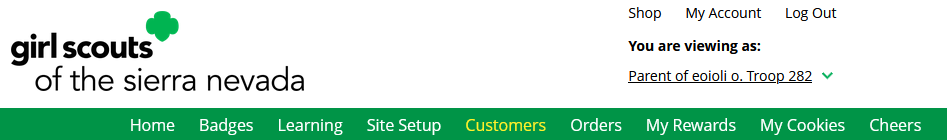 girl scouts
of the sierra nevada
Shop My Account Log Out
You are viewing as:
Parent of eoioli o. Troop 282
Home Badges Learning Site Setup Customers Orders My Rewards My Cookies Cheers